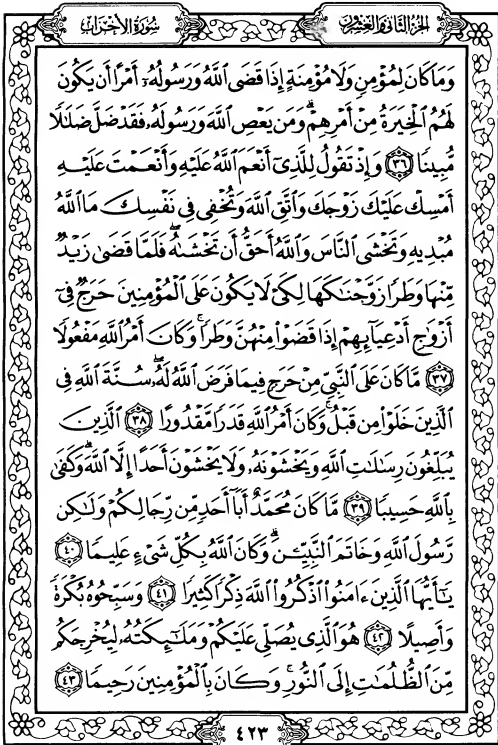 الجزء الثاني والعشرون
سورة الأحزاب
وَمَا كَانَ لِمُؤْمِنٍ وَلَا مُؤْمِنَةٍ إِذَا قَضَى ٱللَّهُ وَرَسُولُهُۥٓ أَمْرًا أَن يَكُونَ
لَهُمُ ٱلْخِيَرَةُ مِنْ أَمْرِهِمْ ۗ وَمَن يَعْصِ ٱللَّهَ وَرَسُولَهُۥ فَقَدْ ضَلَّ ضَلَـٰلًا
مُّبِينًا ٣٦ وَإِذْ تَقُولُ لِلَّذِىٓ أَنْعَمَ ٱللَّهُ عَلَيْهِ وَأَنْعَمْتَ عَلَيْهِ
أَمْسِكْ عَلَيْكَ زَوْجَكَ وَٱتَّقِ ٱللَّهَ وَتُخْفِى فِى نَفْسِكَ مَا ٱللَّهُ
مُبْدِيهِ وَتَخْشَى ٱلنَّاسَ وَٱللَّهُ أَحَقُّ أَن تَخْشَىٰهُ ۖ فَلَمَّا قَضَىٰ زَيْدٌ
مِّنْهَا وَطَرًا زَوَّجْنَـٰكَهَا لِكَىْ لَا يَكُونَ عَلَى ٱلْمُؤْمِنِينَ حَرَجٌ فِىٓ
أَزْوَٰجِ أَدْعِيَآئِهِمْ إِذَا قَضَوْا۟ مِنْهُنَّ وَطَرًا ۚ وَكَانَ أَمْرُ ٱللَّهِ مَفْعُولًا
٣٧ مَّا كَانَ عَلَى ٱلنَّبِىِّ مِنْ حَرَجٍ فِيمَا فَرَضَ ٱللَّهُ لَهُۥ ۖ سُنَّةَ ٱللَّهِ فِى
ٱلَّذِينَ خَلَوْا۟ مِن قَبْلُ ۚ وَكَانَ أَمْرُ ٱللَّهِ قَدَرًا مَّقْدُورًا ٣٨ ٱلَّذِينَ
يُبَلِّغُونَ رِسَـٰلَـٰتِ ٱللَّهِ وَيَخْشَوْنَهُۥ وَلَا يَخْشَوْنَ أَحَدًا إِلَّا ٱللَّهَ ۗ وَكَفَىٰ
بِٱللَّهِ حَسِيبًا ٣٩ مَّا كَانَ مُحَمَّدٌ أَبَآ أَحَدٍ مِّن رِّجَالِكُمْ وَلَـٰكِن
رَّسُولَ ٱللَّهِ وَخَاتَمَ ٱلنَّبِيِّـۧنَ ۗ وَكَانَ ٱللَّهُ بِكُلِّ شَىْءٍ عَلِيمًا ٤٠
يَـٰٓأَيُّهَا ٱلَّذِينَ ءَامَنُوا۟ ٱذْكُرُوا۟ ٱللَّهَ ذِكْرًا كَثِيرًا ٤١ وَسَبِّحُوهُ بُكْرَةً
وَأَصِيلًا ٤٢ هُوَ ٱلَّذِى يُصَلِّى عَلَيْكُمْ وَمَلَـٰٓئِكَتُهُۥ لِيُخْرِجَكُم
مِّنَ ٱلظُّلُمَـٰتِ إِلَى ٱلنُّورِ ۚ وَكَانَ بِٱلْمُؤْمِنِينَ رَحِيمًا ٤٣
٤٢٣